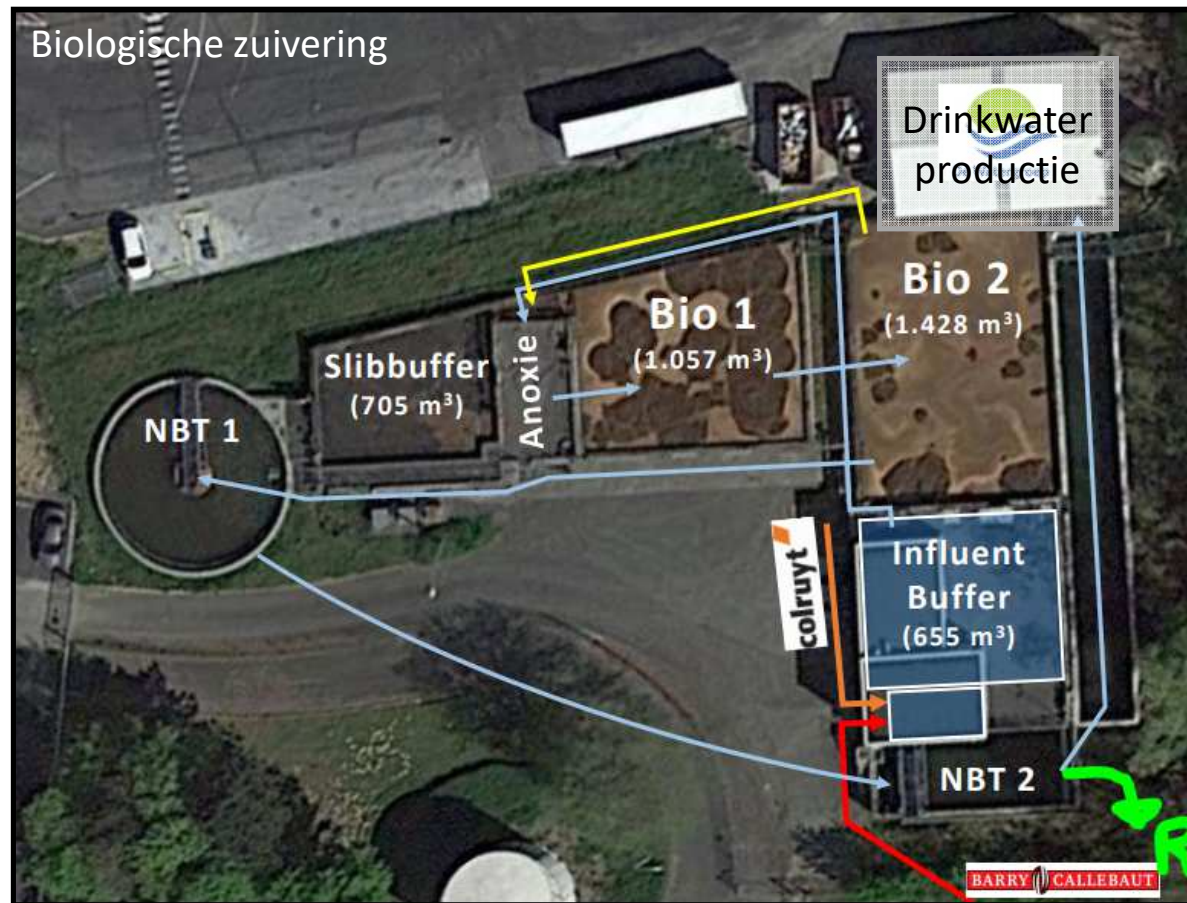 Biologische zuivering
Drinkwater
productie
Bio 2
(1.428 m³)
Bio 1
(1.057 m³)
Slibbuffer
(705 m³)
Anoxie
NBT 1
colruyt
Influent
Buffer
(655 m³)
NBT 2
R
BARRY CALLEBAUT